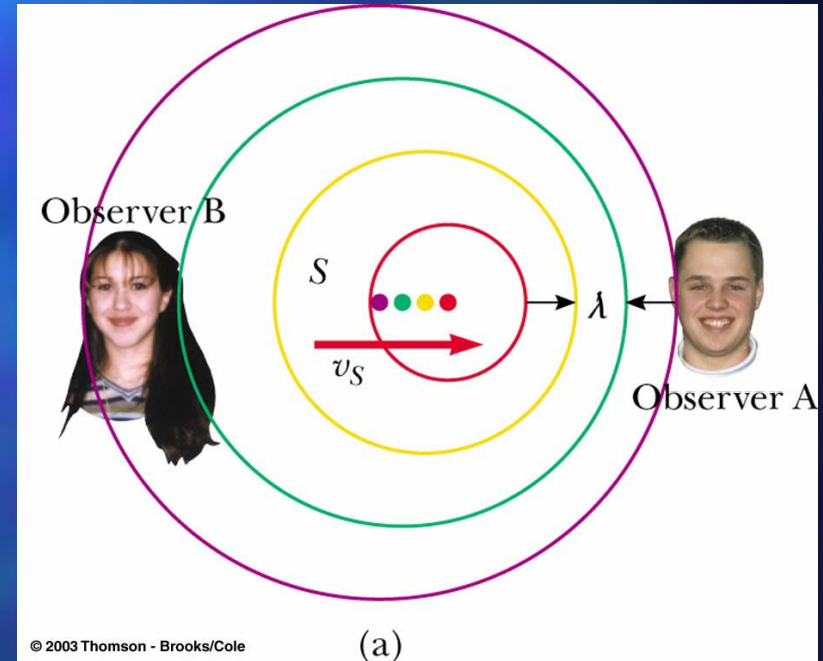 Observer B
S
λ′
v_S
Observer A
© 2003 Thomson - Brooks/Cole
(a)